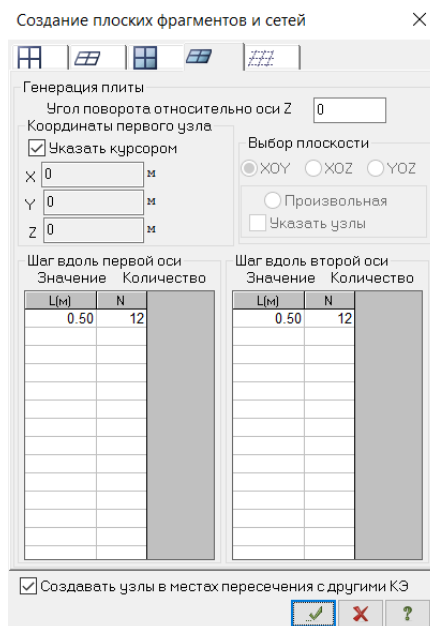 Создание плоских фрагментов и сетей
Генерация плиты
Угол поворота относительно оси Z 0
Координаты первого узла
Указать курсором
X 0 м
Y 0 м
Z 0 м
Выбор плоскости
XOY XOZ YOZ
Произвольная
Указать узлы
Шаг вдоль первой оси
Значение Количество
L(м) N
0.50 12
Шаг вдоль второй оси
Значение Количество
L(м) N
0.50 12
Создавать узлы в местах пересечения с другими КЭ
?